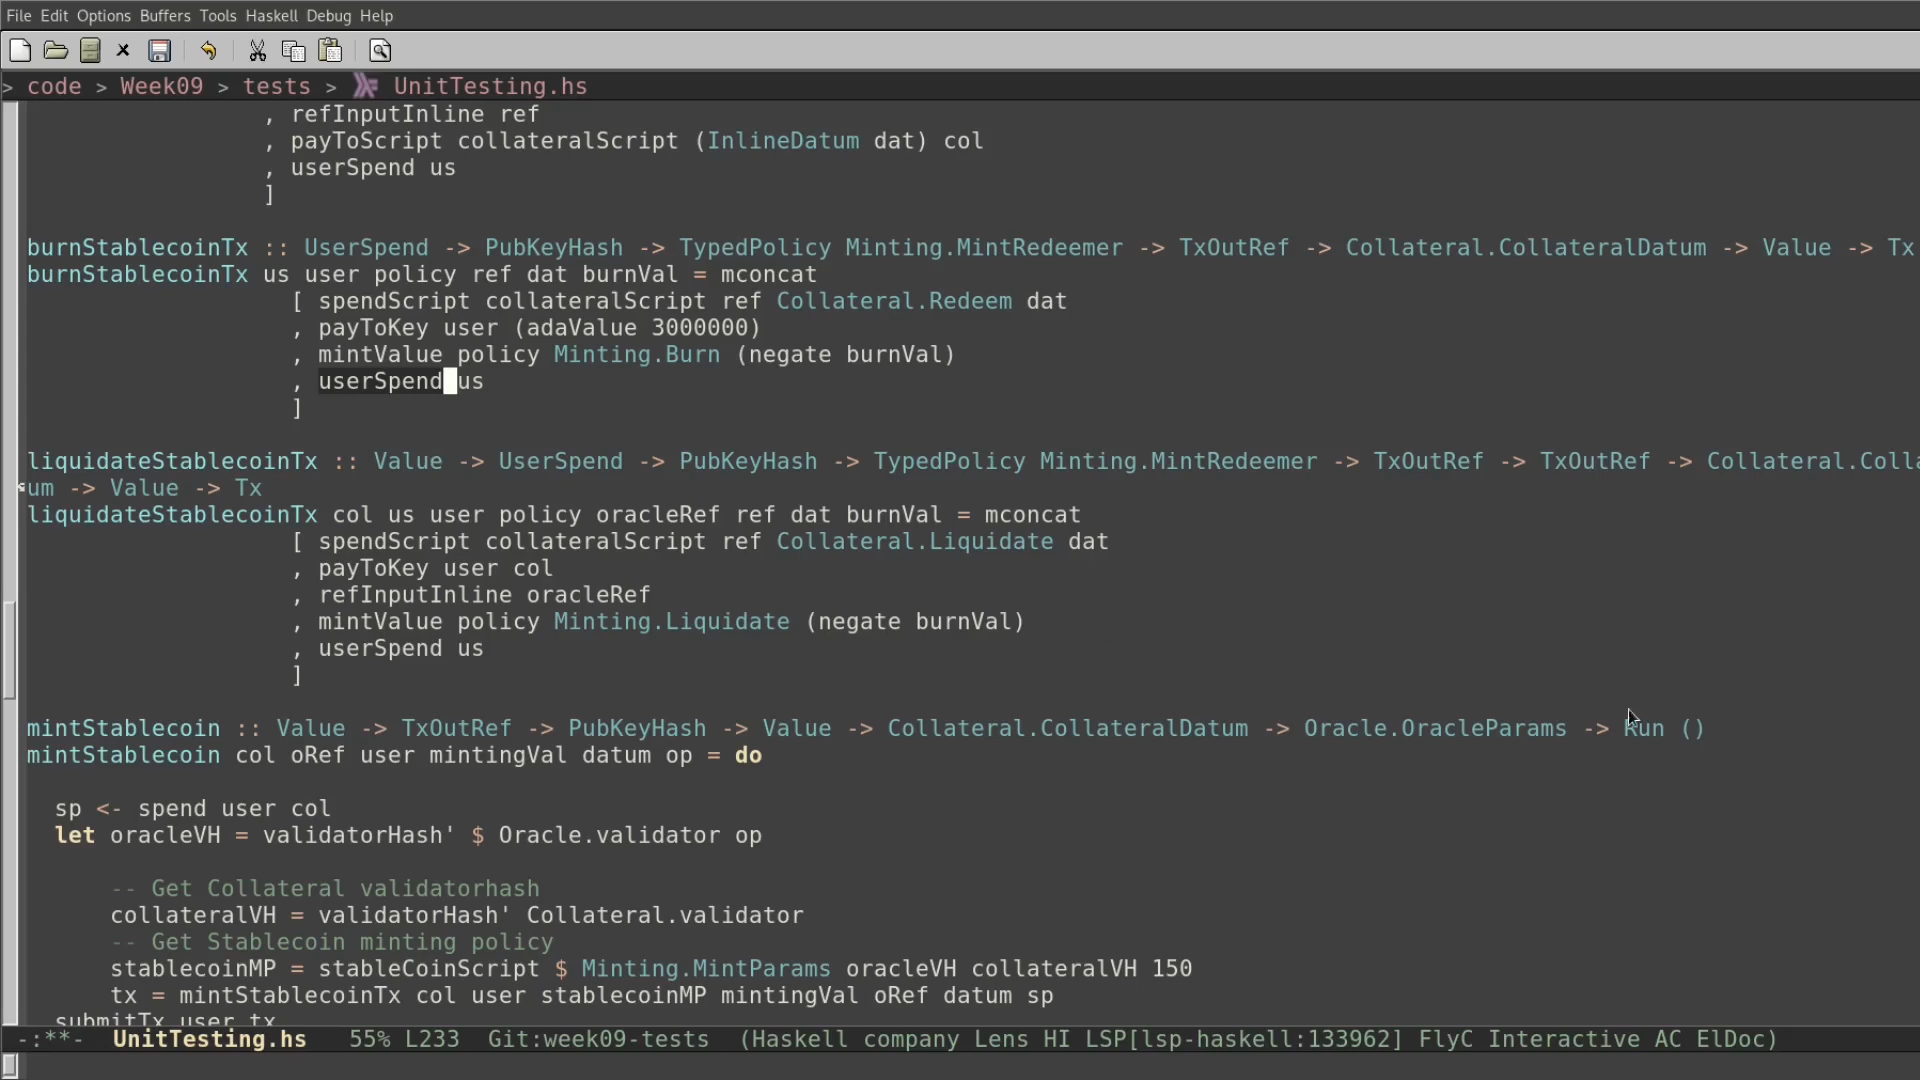 File Edit Options Buffers Tools Haskell Debug Help
> code > Week09 > tests > UnitTesting.hs
, refInputInline ref
, payToScript collateralScript (InlineDatum dat) col
, userSpend us
]
burnStablecoinTx :: UserSpend -> PubKeyHash -> TypedPolicy Minting.MintRedeemer -> TxOutRef -> Collateral.CollateralDatum -> Value -> Tx
burnStablecoinTx us user policy ref dat burnVal = mconcat
[ spendScript collateralScript ref Collateral.Redeem dat
, payToKey user (adaValue 3000000)
, mintValue policy Minting.Burn (negate burnVal)
, userSpend us
]
liquidateStablecoinTx :: Value -> UserSpend -> PubKeyHash -> TypedPolicy Minting.MintRedeemer -> TxOutRef -> TxOutRef -> Collateral.Colla
um -> Value -> Tx
liquidateStablecoinTx col us user policy oracleRef ref dat burnVal = mconcat
[ spendScript collateralScript ref Collateral.Liquidate dat
, payToKey user col
, refInputInline oracleRef
, mintValue policy Minting.Liquidate (negate burnVal)
, userSpend us
]
mintStablecoin :: Value -> TxOutRef -> PubKeyHash -> Value -> Collateral.CollateralDatum -> Oracle.OracleParams -> Run ()
mintStablecoin col oRef user mintingVal datum op = do
sp <- spend user col
let oracleVH = validatorHash' $ Oracle.validator op
-- Get Collateral validatorhash
collateralVH = validatorHash' Collateral.validator
-- Get Stablecoin minting policy
stablecoinMP = stableCoinScript $ Minting.MintParams oracleVH collateralVH 150
tx = mintStablecoinTx col user stablecoinMP mintingVal oRef datum sp
submitTx user tx
-:**- UnitTesting.hs 55% L233 Git:week09-tests (Haskell company Lens HI LSP[lsp-haskell:133962] FlyC Interactive AC ElDoc)